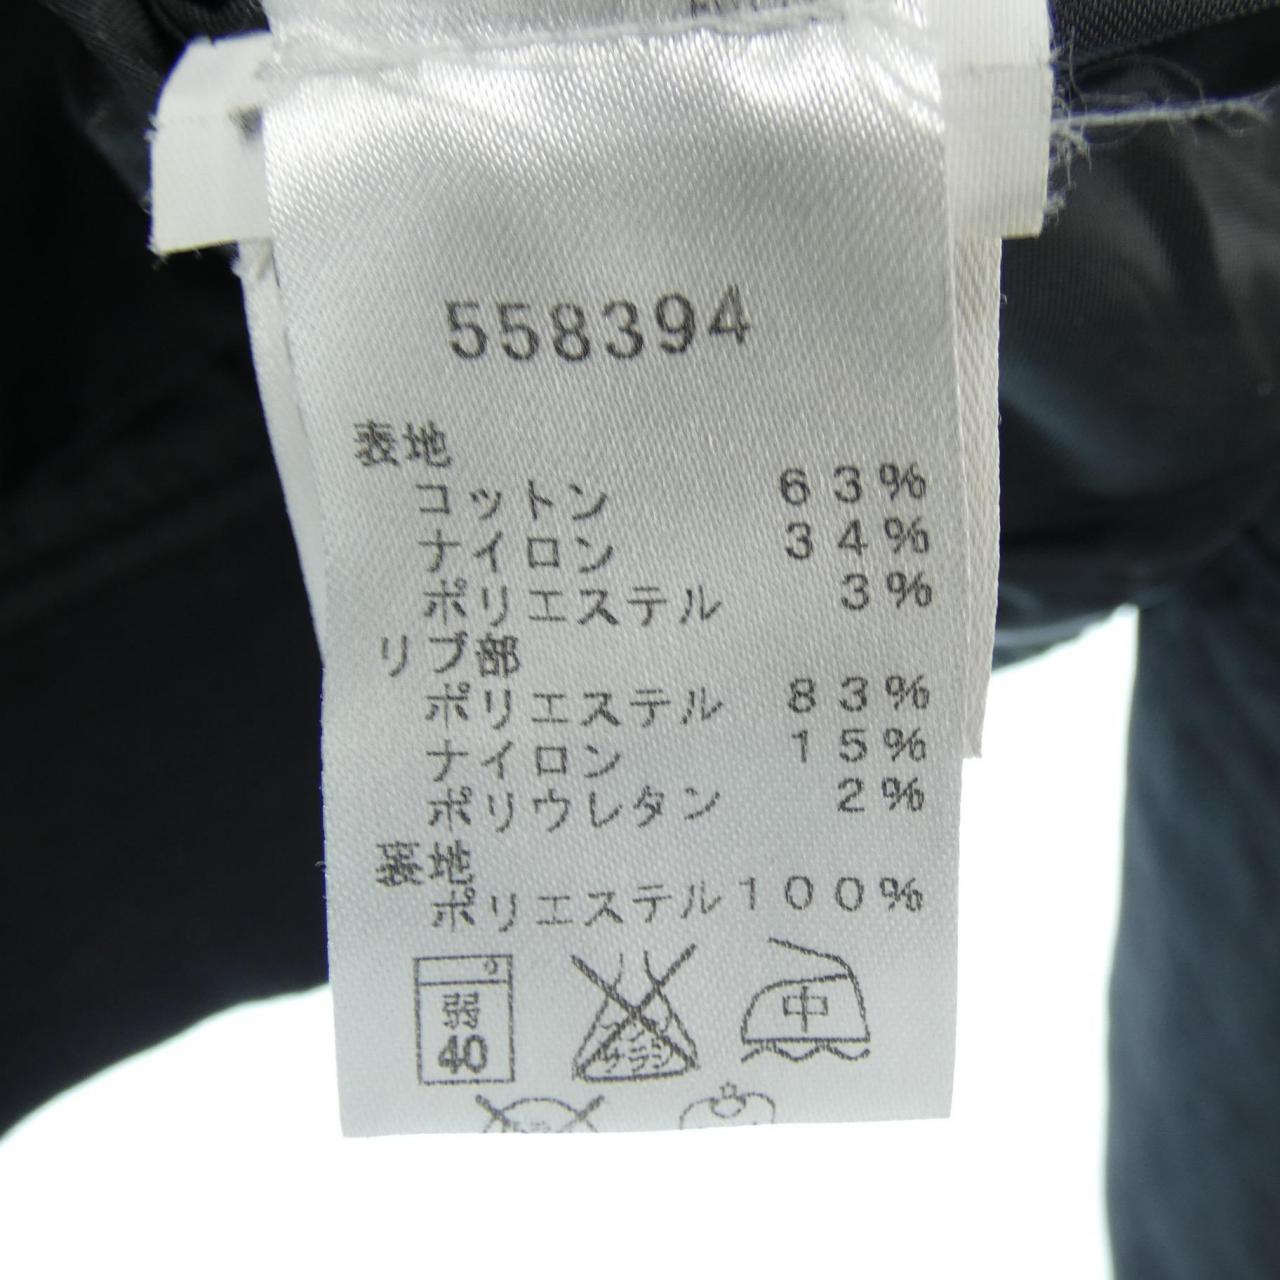 558394
表地
コットン 63%
ナイロン 34%
ポリエステル 3%
リブ部
ポリエステル 83%
ナイロン 15%
ポリウレタン 2%
裏地
ポリエステル100%
弱 中
40